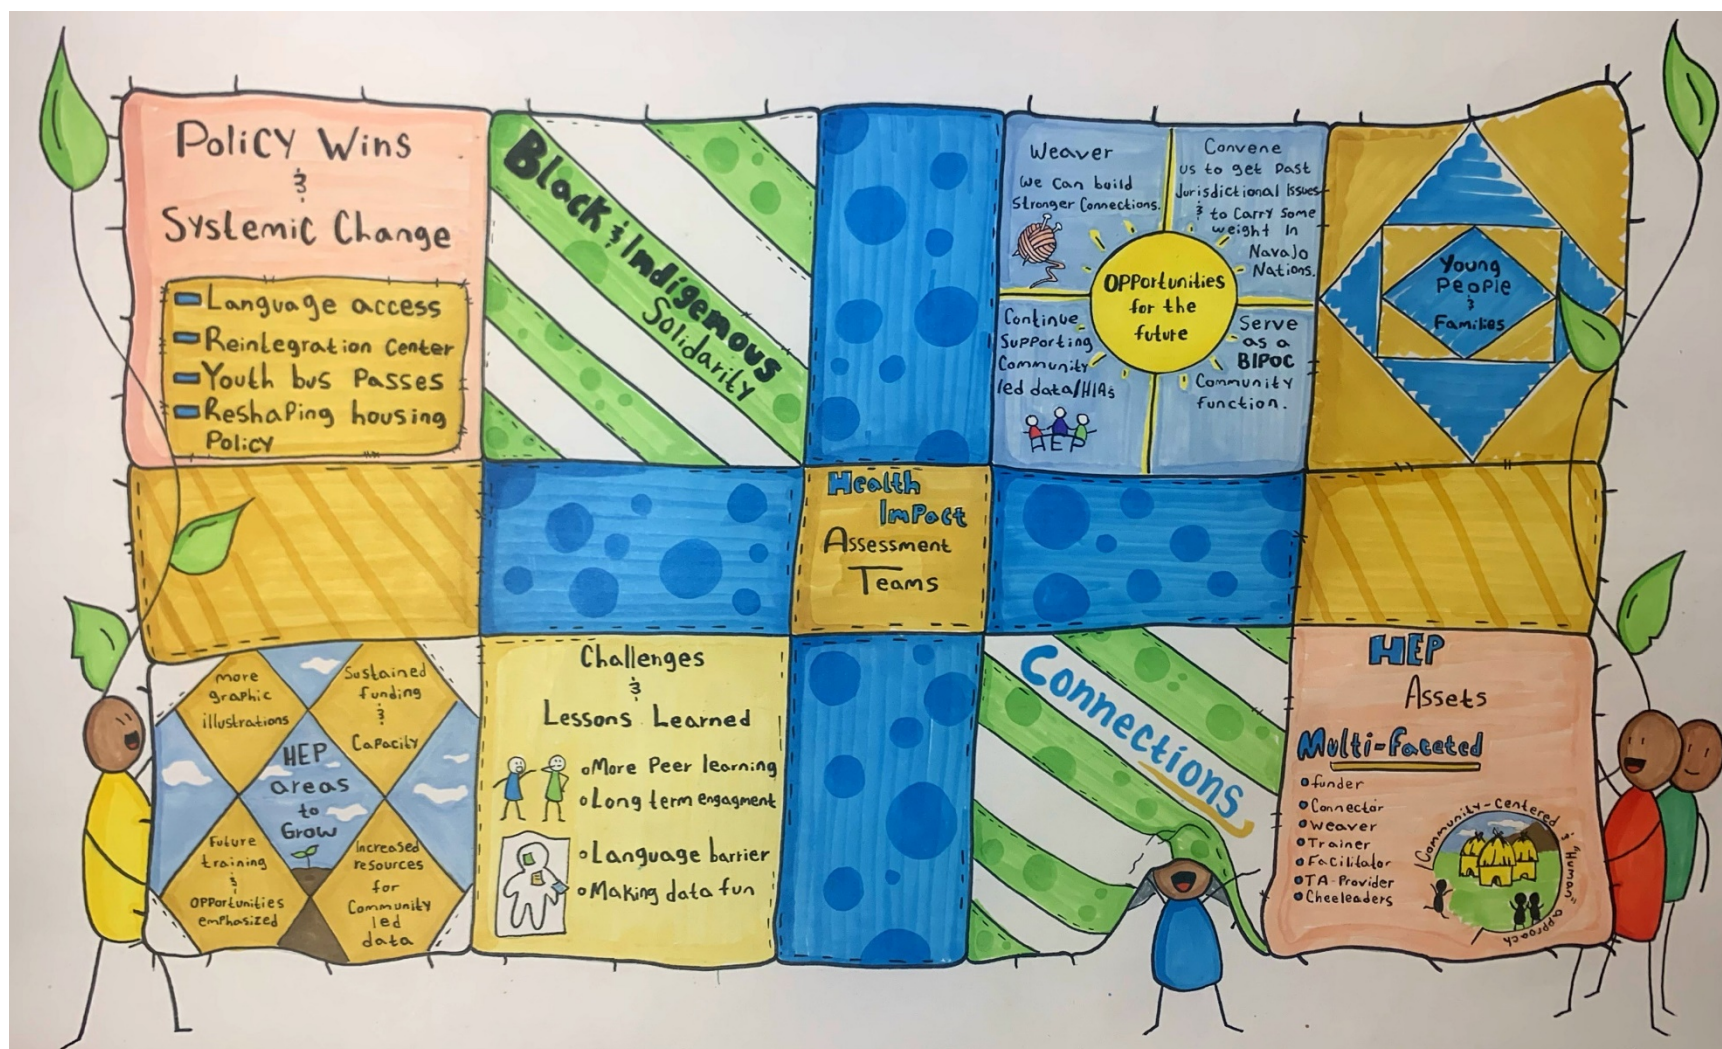 Policy Wins
&
Systemic Change
Language access
Reintegration Center
Youth bus Passes
Reshaping housing
Policy
Black & Indigenous
Solidarity
Weaver
We Can build
Stronger Connections.
Convene
us to get Past
Jurisdictional Issues
& to Carry Some
weight In
Navajo
Nations.
Opportunities
for the
future
Continue
Supporting
Community
led data/HIAs
HEP
Serve
as a
BIPOC
Community
function.
Young
People
&
Families
Health
Impact
Assessment
Teams
more
graphic
illustrations
Sustained
funding
&
Capacity
HEP
areas
to
Grow
Future
training
&
Opportunities
emphasized
Increased
resources
for
Community
led
data
Challenges
&
Lessons Learned
More Peer learning
Long term engagment
Language barrier
Making data fun
Connections
HEP
Assets
Multi-faceted
funder
Connector
weaver
Trainer
Facilitator
TA-Provider
Cheeleaders
Community-Centered & "Human" approach